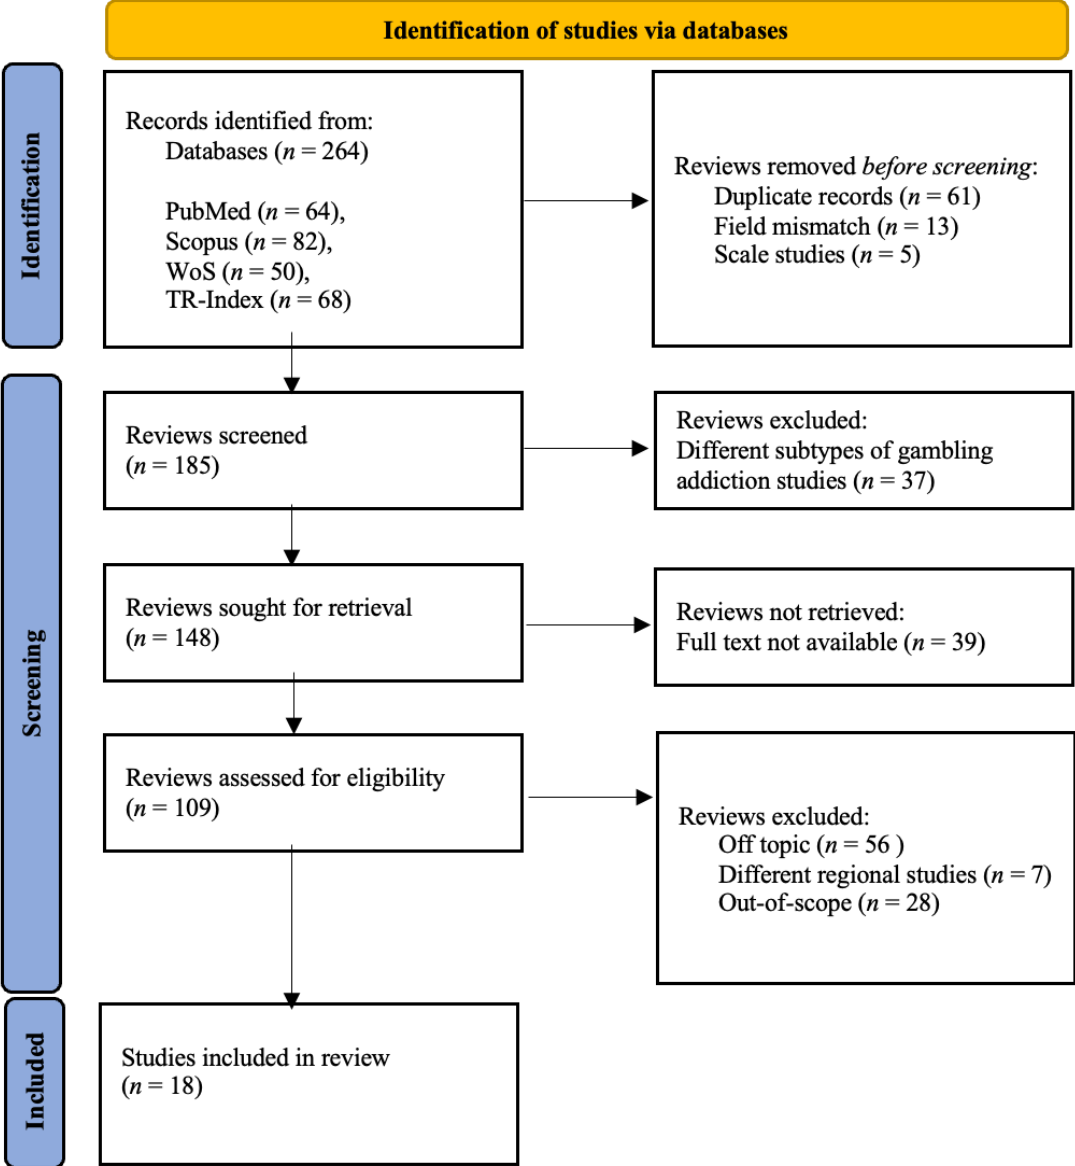 Identification of studies via databases
Identification
Records identified from:
Databases (n = 264)
PubMed (n = 64),
Scopus (n = 82),
WoS (n = 50),
TR-Index (n = 68)
Reviews removed before screening:
Duplicate records (n = 61)
Field mismatch (n = 13)
Scale studies (n = 5)
Screening
Reviews screened
(n = 185)
Reviews excluded:
Different subtypes of gambling
addiction studies (n = 37)
Reviews sought for retrieval
(n = 148)
Reviews not retrieved:
Full text not available (n = 39)
Reviews assessed for eligibility
(n = 109)
Reviews excluded:
Off topic (n = 56 )
Different regional studies (n = 7)
Out-of-scope (n = 28)
Included
Studies included in review
(n = 18)